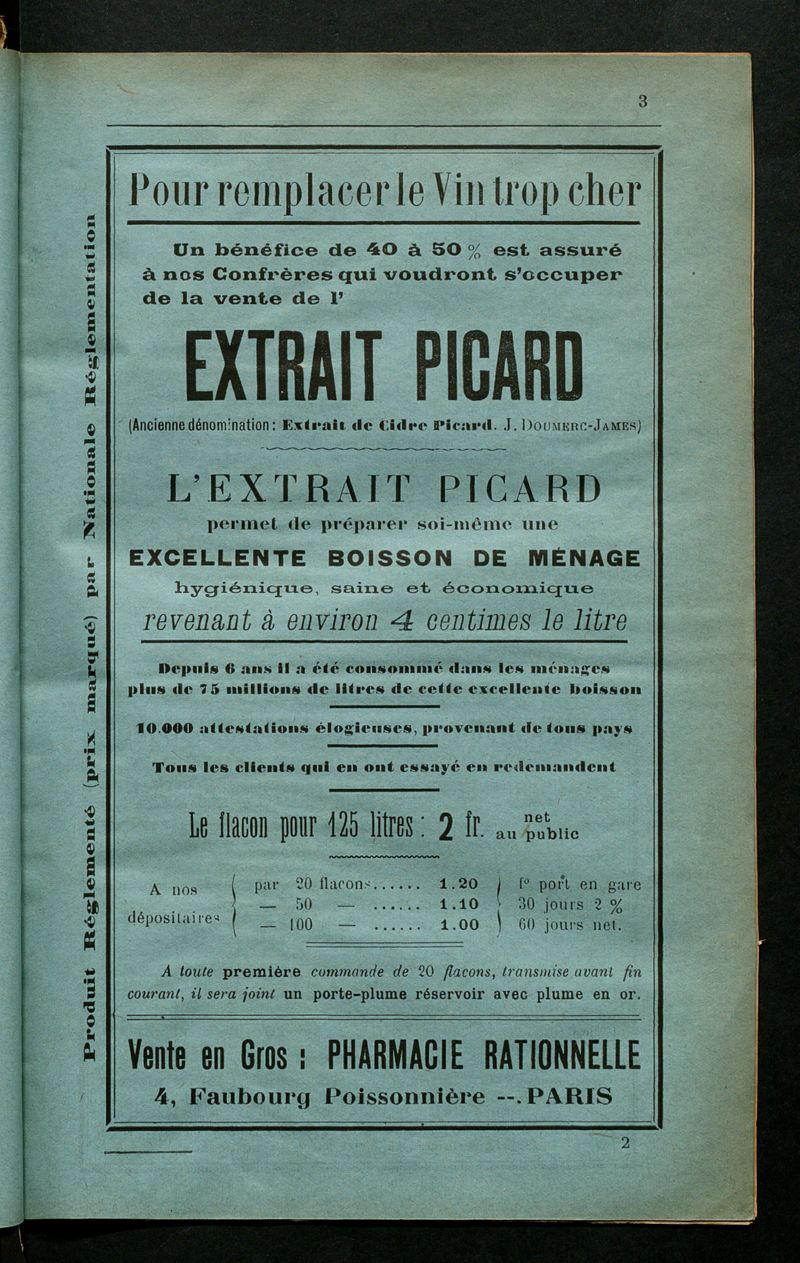 3
Pour remplacer le Vin trop cher
Un bénéfice de 40 à 50 % est assuré
à nos Confrères qui voudront s'occuper
de la vente de l'
EXTRAIT PICARD
(Ancienne dénomination : Extrait de Cidre Picard. J. DOUMERC-JAMES)
L'EXTRAIT PICARD
permet de préparer soi-même une
EXCELLENTE BOISSON DE MÉNAGE
hygiénique, saine et économique
revenant à environ 4 centimes le litre
Depuis 6 ans il a été consommé dans les ménages
plus de 75 millions de litres de cette excellente boisson
10.000 attestations élogieuses, provenant de tous pays
Tous les clients qui en ont essayé en redemandent
Le flacon pour 125 litres : 2 fr. net au public
A nos dépositaires
par 20 flacons...... 1.20 fº port en gare
— 50 — ...... 1.10 30 jours 2 %
— 100 — ...... 1.00 60 jours net.
A toute première commande de 20 flacons, transmise avant fin
courant, il sera joint un porte-plume réservoir avec plume en or.
Vente en Gros : PHARMACIE RATIONNELLE
4, Faubourg Poissonnière --. PARIS
2
Produit Réglementé (prix marqué) par Nationale Réglementation